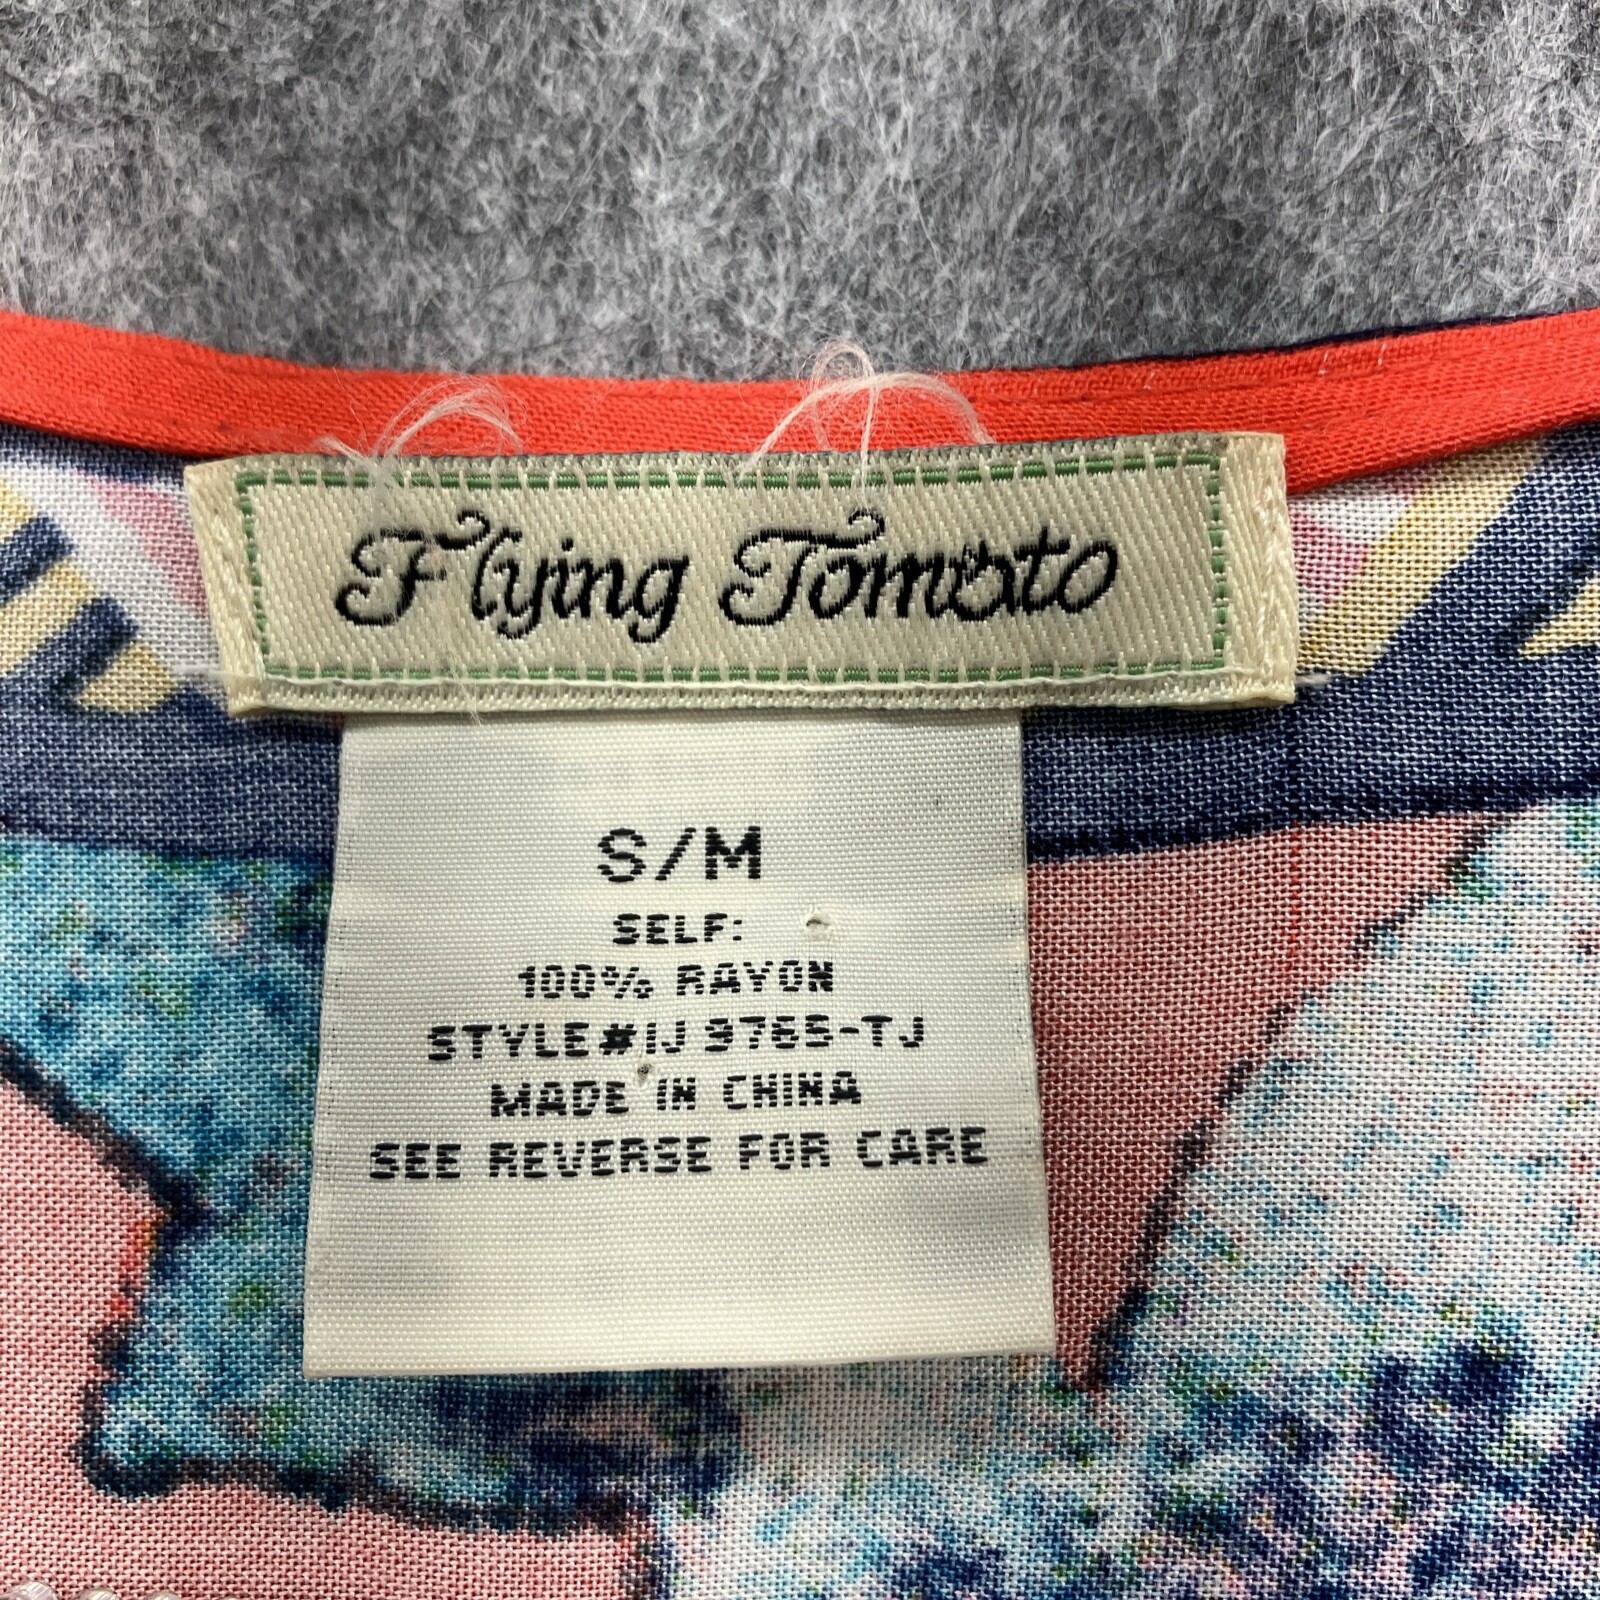 Flying Tomato
S/M
SELF:
100% RAYON
STYLE#IJ 9765-TJ
MADE IN CHINA
SEE REVERSE FOR CARE